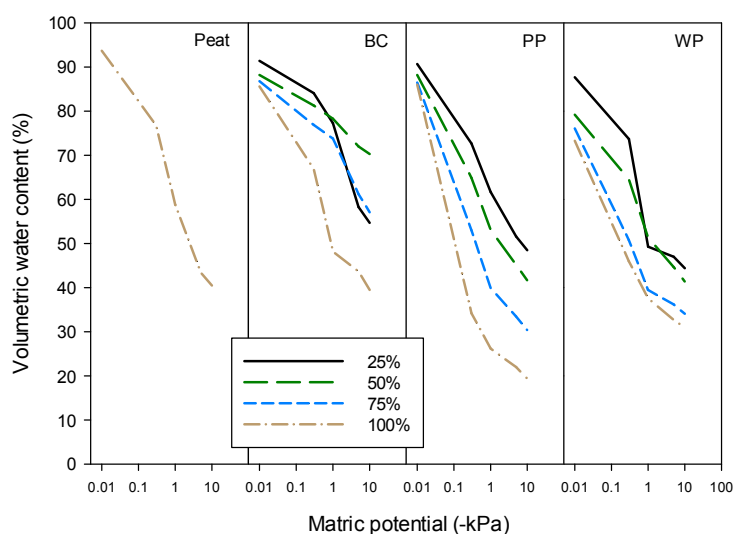 Volumetric water content (%)
100
90
80
70
60
50
40
30
20
10
0
Peat
BC
PP
WP
25%
50%
75%
100%
0.01 0.1 1 10 0.01 0.1 1 10 0.01 0.1 1 10 0.01 0.1 1 10 100
Matric potential (-kPa)